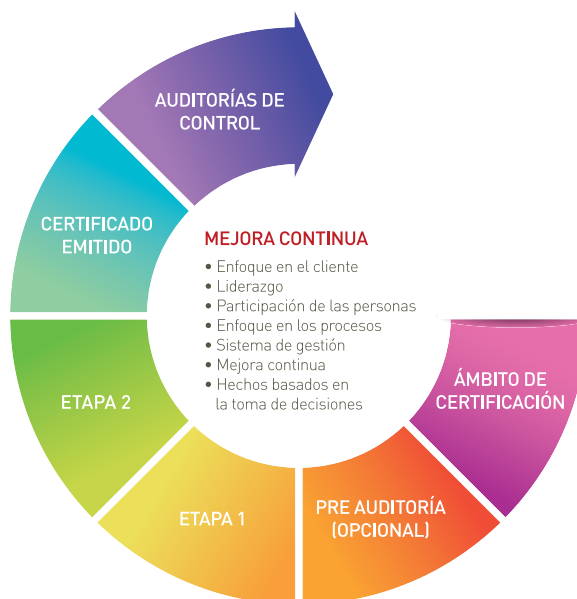 AUDITORÍAS DE
CONTROL
CERTIFICADO
EMITIDO
MEJORA CONTINUA
• Enfoque en el cliente
• Liderazgo
• Participación de las personas
• Enfoque en los procesos
• Sistema de gestión
• Mejora continua
• Hechos basados en
la toma de decisiones
ÁMBITO DE
CERTIFICACIÓN
ETAPA 2
ETAPA 1
PRE AUDITORÍA
(OPCIONAL)